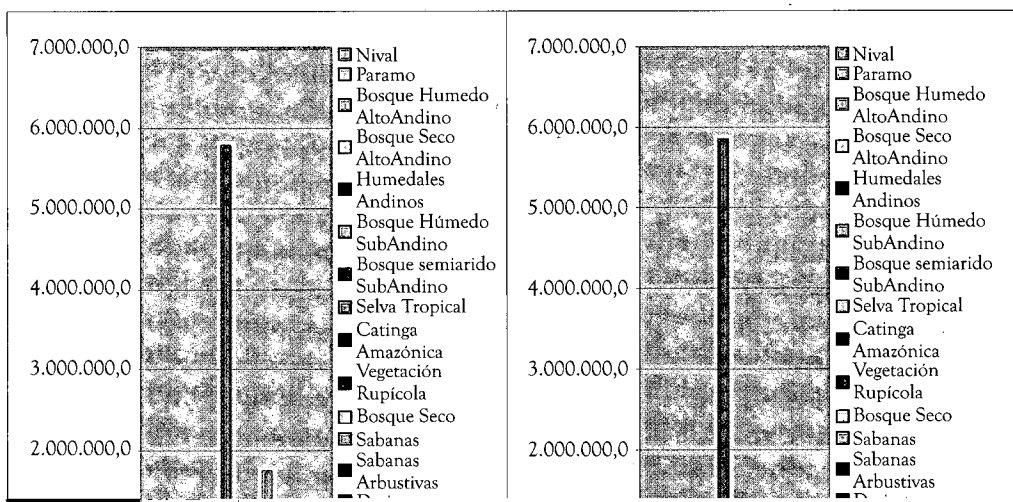 7.000.000,0
6.000.000,0
5.000.000,0
4.000.000,0
3.000.000,0
2.000.000,0
Nival
Paramo
Bosque Humedo
AltoAndino
Bosque Seco
AltoAndino
Humedales
Andinos
Bosque Húmedo
SubAndino
Bosque semiarido
SubAndino
Selva Tropical
Catinga
Amazónica
Vegetación
Rupícola
Bosque Seco
Sabanas
Sabanas
Arbustivas
7.000.000,0
6.000.000,0
5.000.000,0
4.000.000,0
3.000.000,0
2.000.000,0
Nival
Paramo
Bosque Humedo
AltoAndino
Bosque Seco
AltoAndino
Humedales
Andinos
Bosque Húmedo
SubAndino
Bosque semiarido
SubAndino
Selva Tropical
Catinga
Amazónica
Vegetación
Rupícola
Bosque Seco
Sabanas
Sabanas
Arbustivas